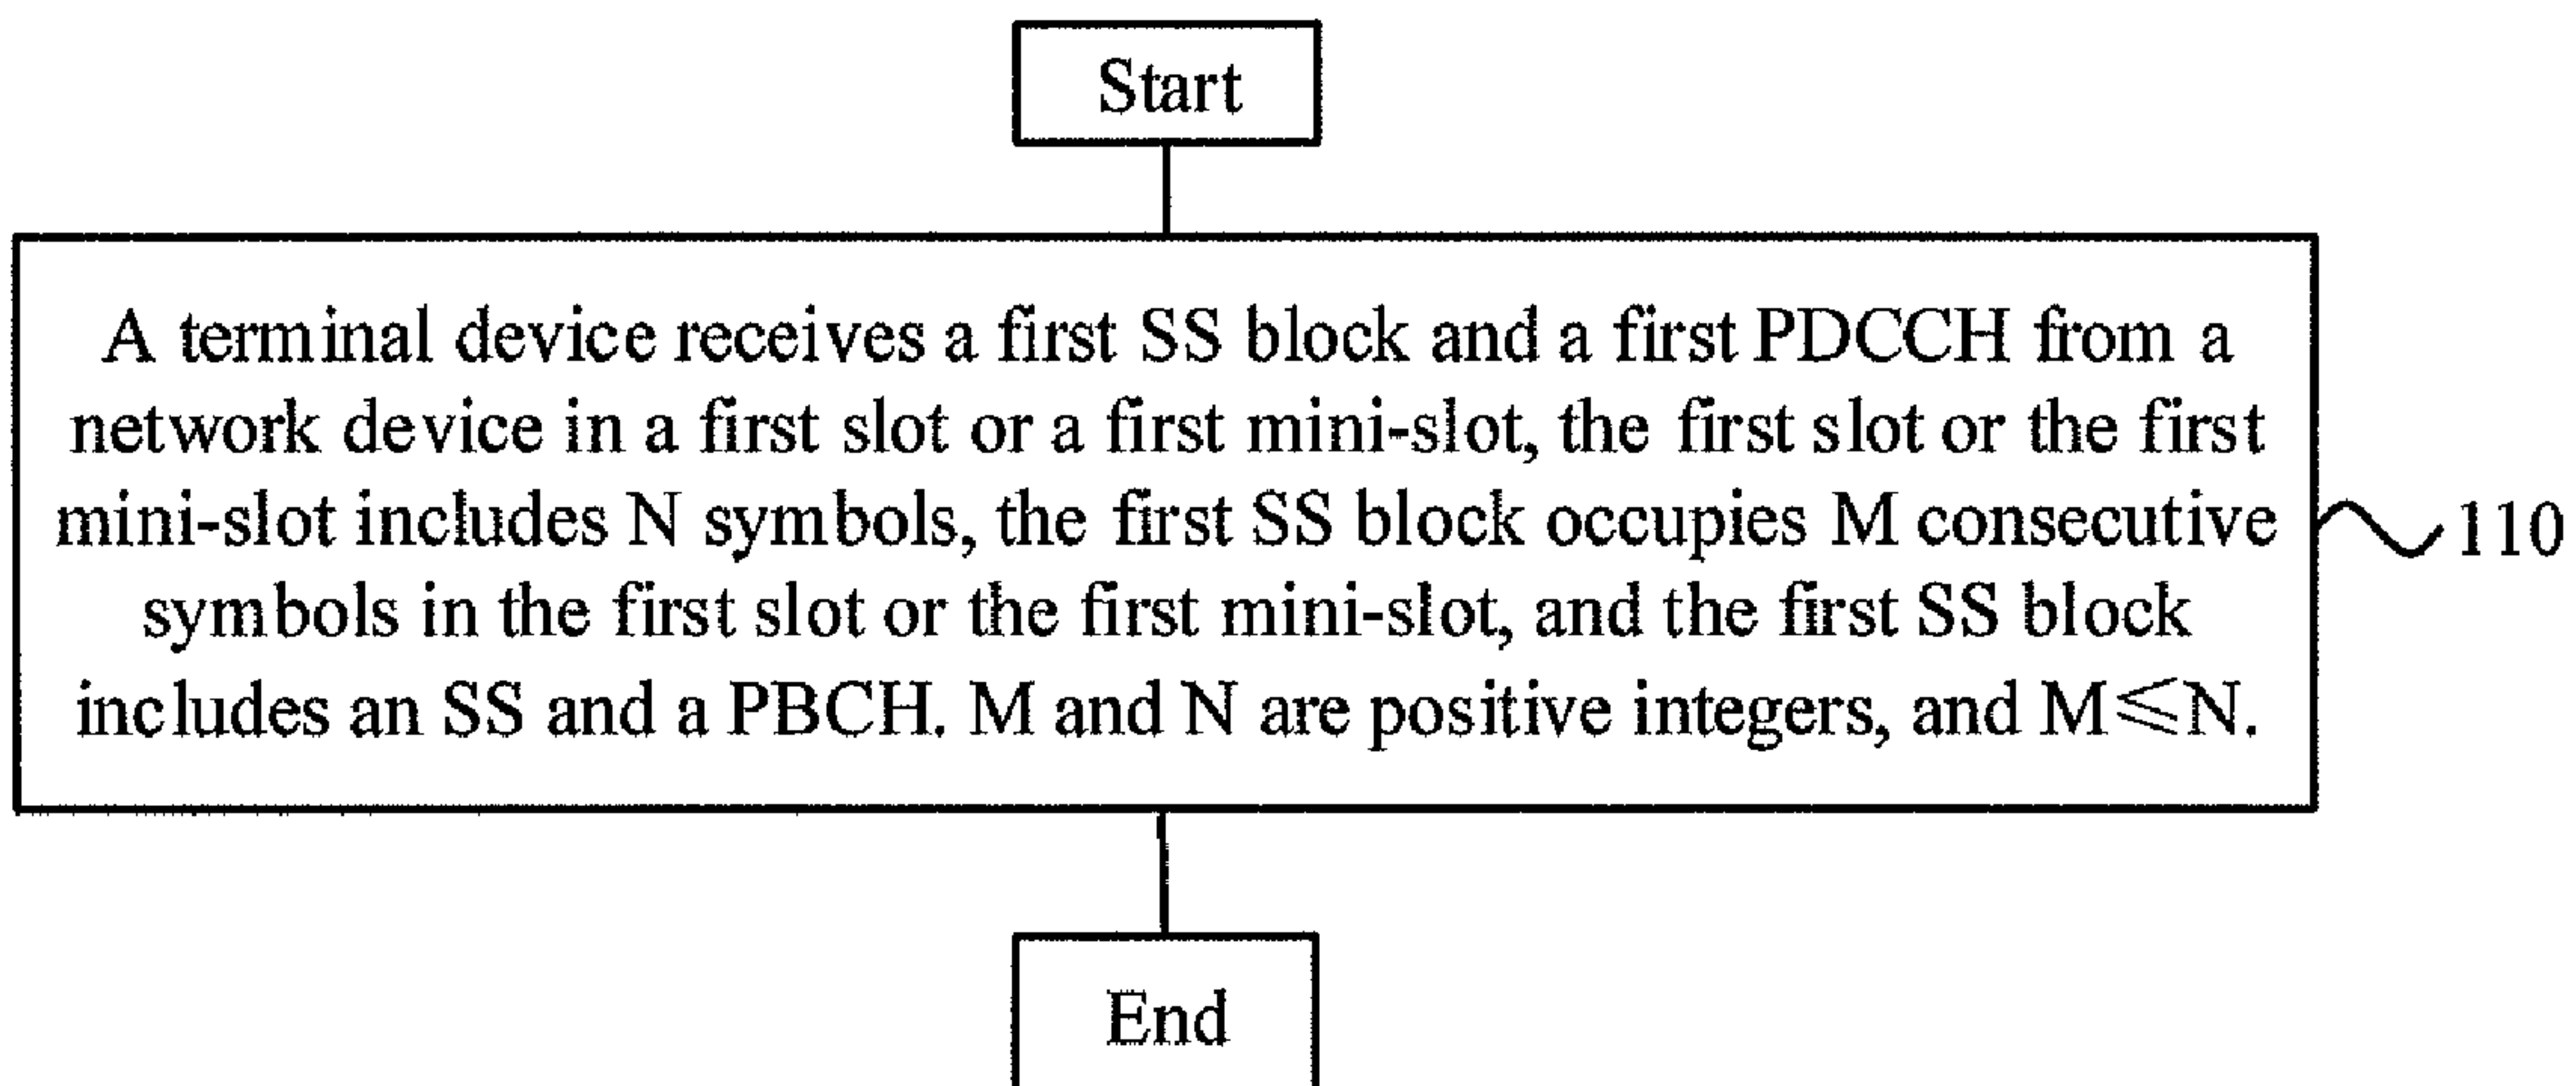 Start
A terminal device receives a first SS block and a first PDCCH from a
network device in a first slot or a first mini-slot, the first slot or the first
mini-slot includes N symbols, the first SS block occupies M consecutive
symbols in the first slot or the first mini-slot, and the first SS block
includes an SS and a PBCH. M and N are positive integers, and M≤N.
110
End